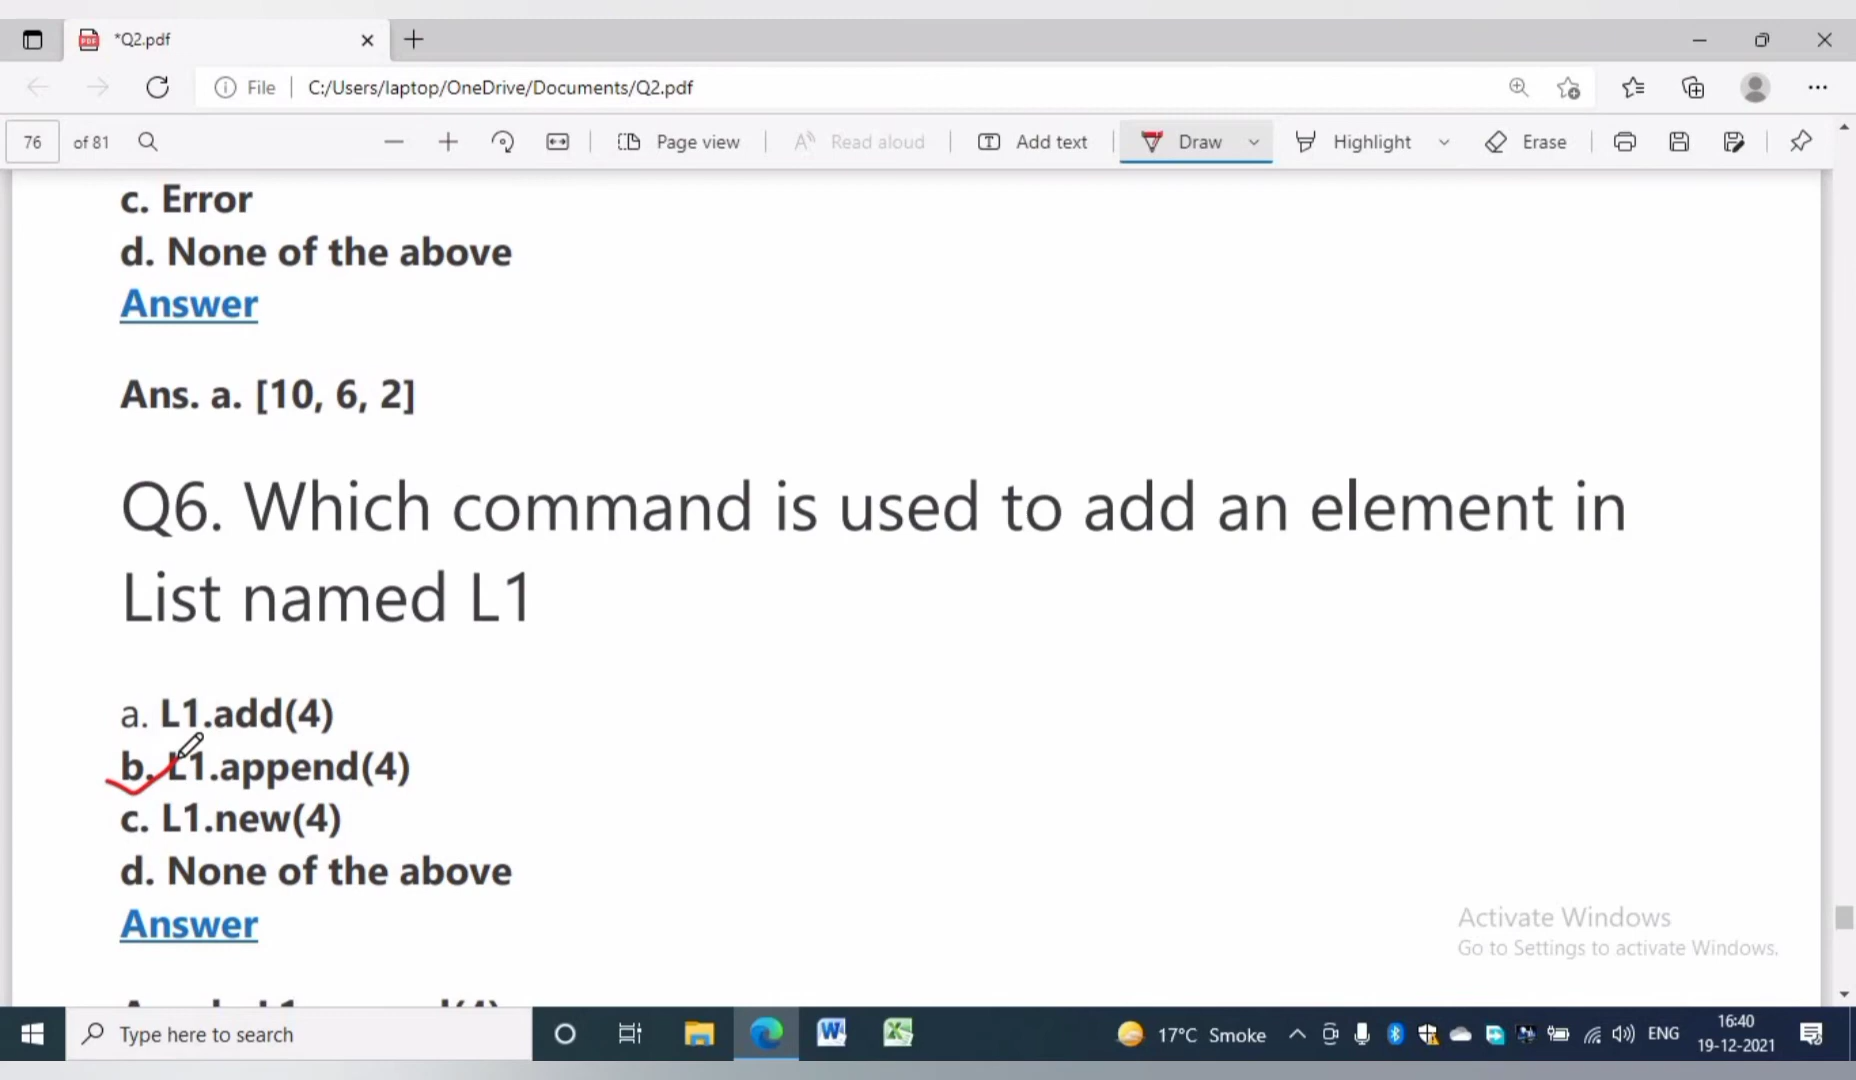 *Q2.pdf
File
C:/Users/laptop/OneDrive/Documents/Q2.pdf
76 of 81
Page view
Read aloud
Add text
Draw
Highlight
Erase
c. Error
d. None of the above
Answer
Ans. a. [10, 6, 2]
Q6. Which command is used to add an element in
List named L1
a. L1.add(4)
b. L1.append(4)
c. L1.new(4)
d. None of the above
Answer
Activate Windows
Go to Settings to activate Windows.
Type here to search
17°C Smoke
ENG
16:40
19-12-2021